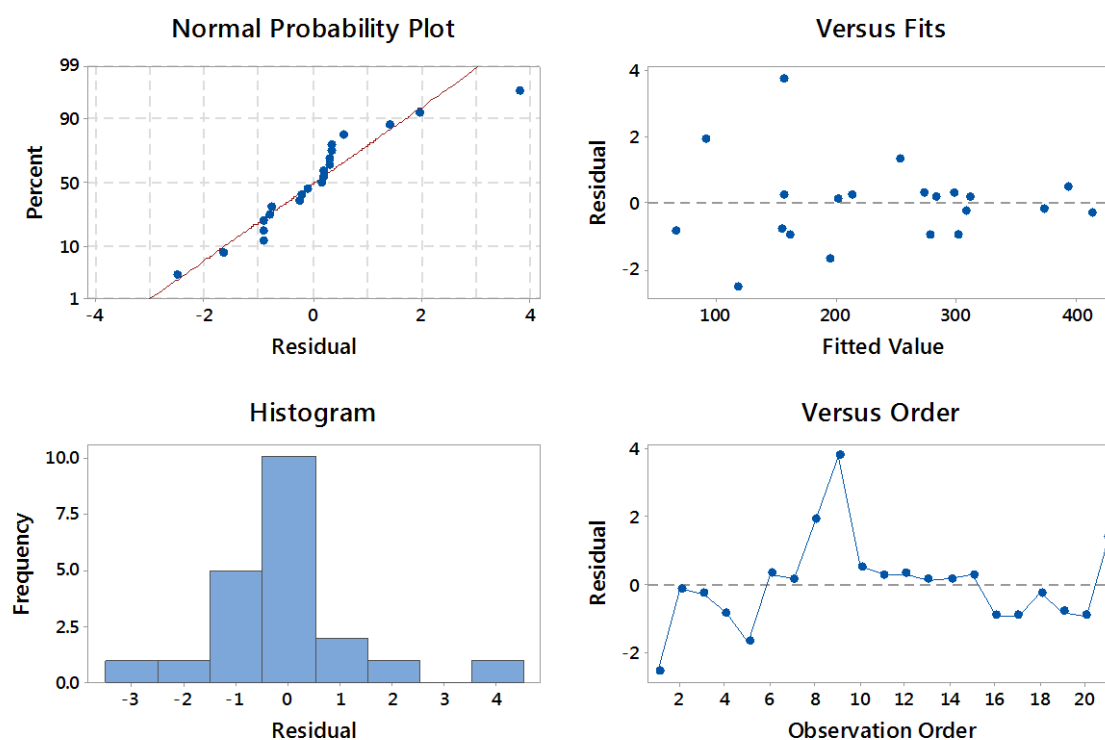 Normal Probability Plot
99
90
50
10
1
Percent
-4 -2 0 2 4
Residual
Versus Fits
4
2
0
-2
Residual
100 200 300 400
Fitted Value
Histogram
10.0
7.5
5.0
2.5
0.0
Frequency
-3 -2 -1 0 1 2 3 4
Residual
Versus Order
4
2
0
-2
Residual
2 4 6 8 10 12 14 16 18 20
Observation Order